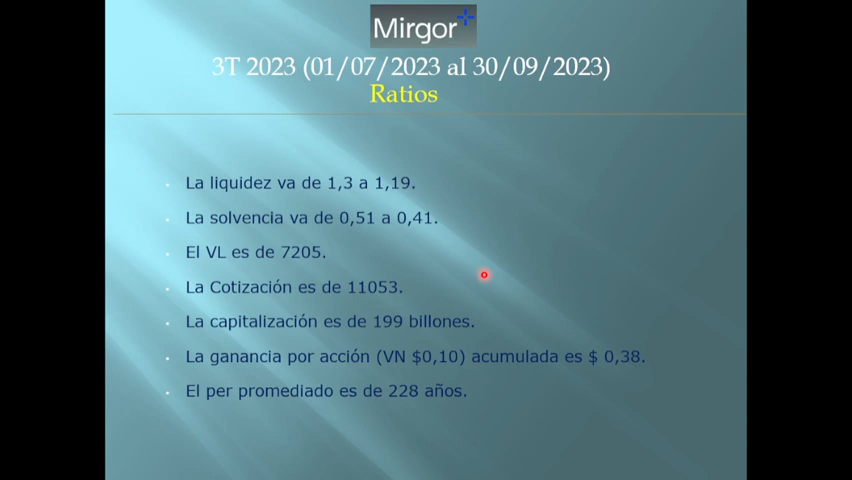 Mirgor
3T 2023 (01/07/2023 al 30/09/2023)
Ratios
La liquidez va de 1,3 a 1,19.
La solvencia va de 0,51 a 0,41.
El VL es de 7205.
La Cotización es de 11053.
La capitalización es de 199 billones.
La ganancia por acción (VN $0,10) acumulada es $ 0,38.
El per promediado es de 228 años.